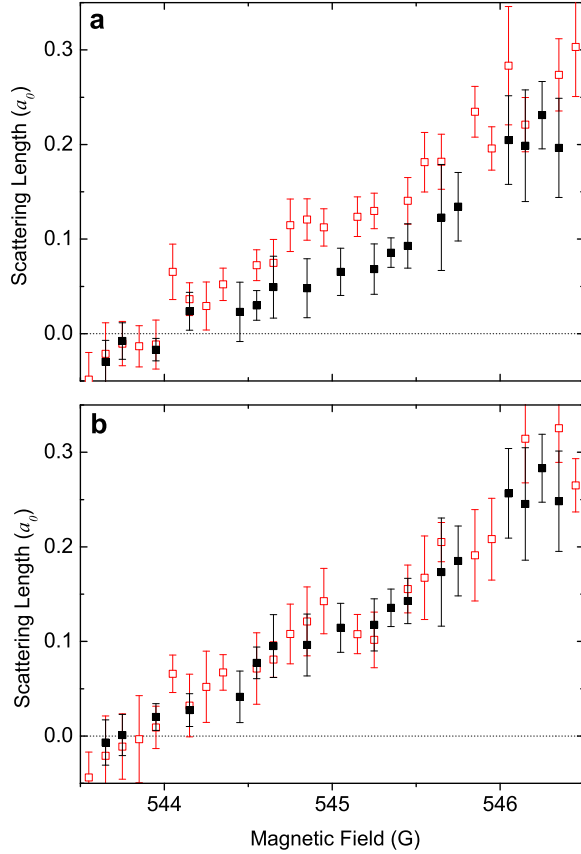 a
0.3
0.2
0.1
0.0
Scattering Length (a₀)
b
0.3
0.2
0.1
0.0
Scattering Length (a₀)
544 545 546
Magnetic Field (G)